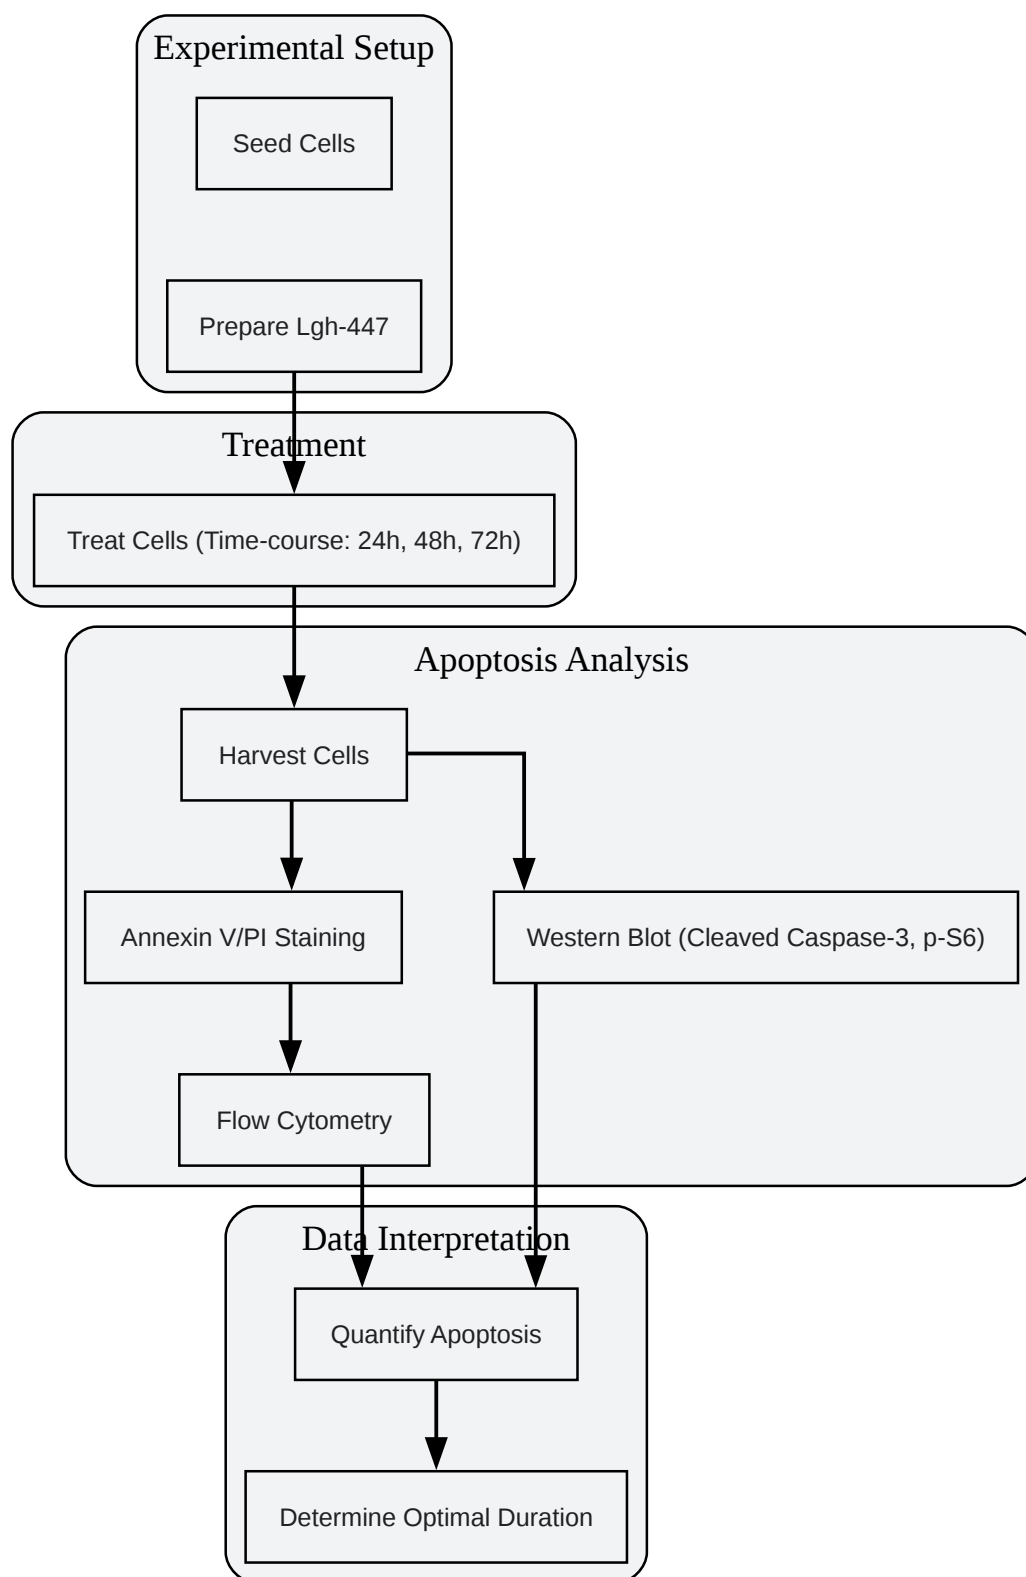 Experimental Setup
Seed Cells
Prepare Lgh-447
Treatment
Treat Cells (Time-course: 24h, 48h, 72h)
Apoptosis Analysis
Harvest Cells
Annexin V/PI Staining
Western Blot (Cleaved Caspase-3, p-S6)
Flow Cytometry
Data Interpretation
Quantify Apoptosis
Determine Optimal Duration